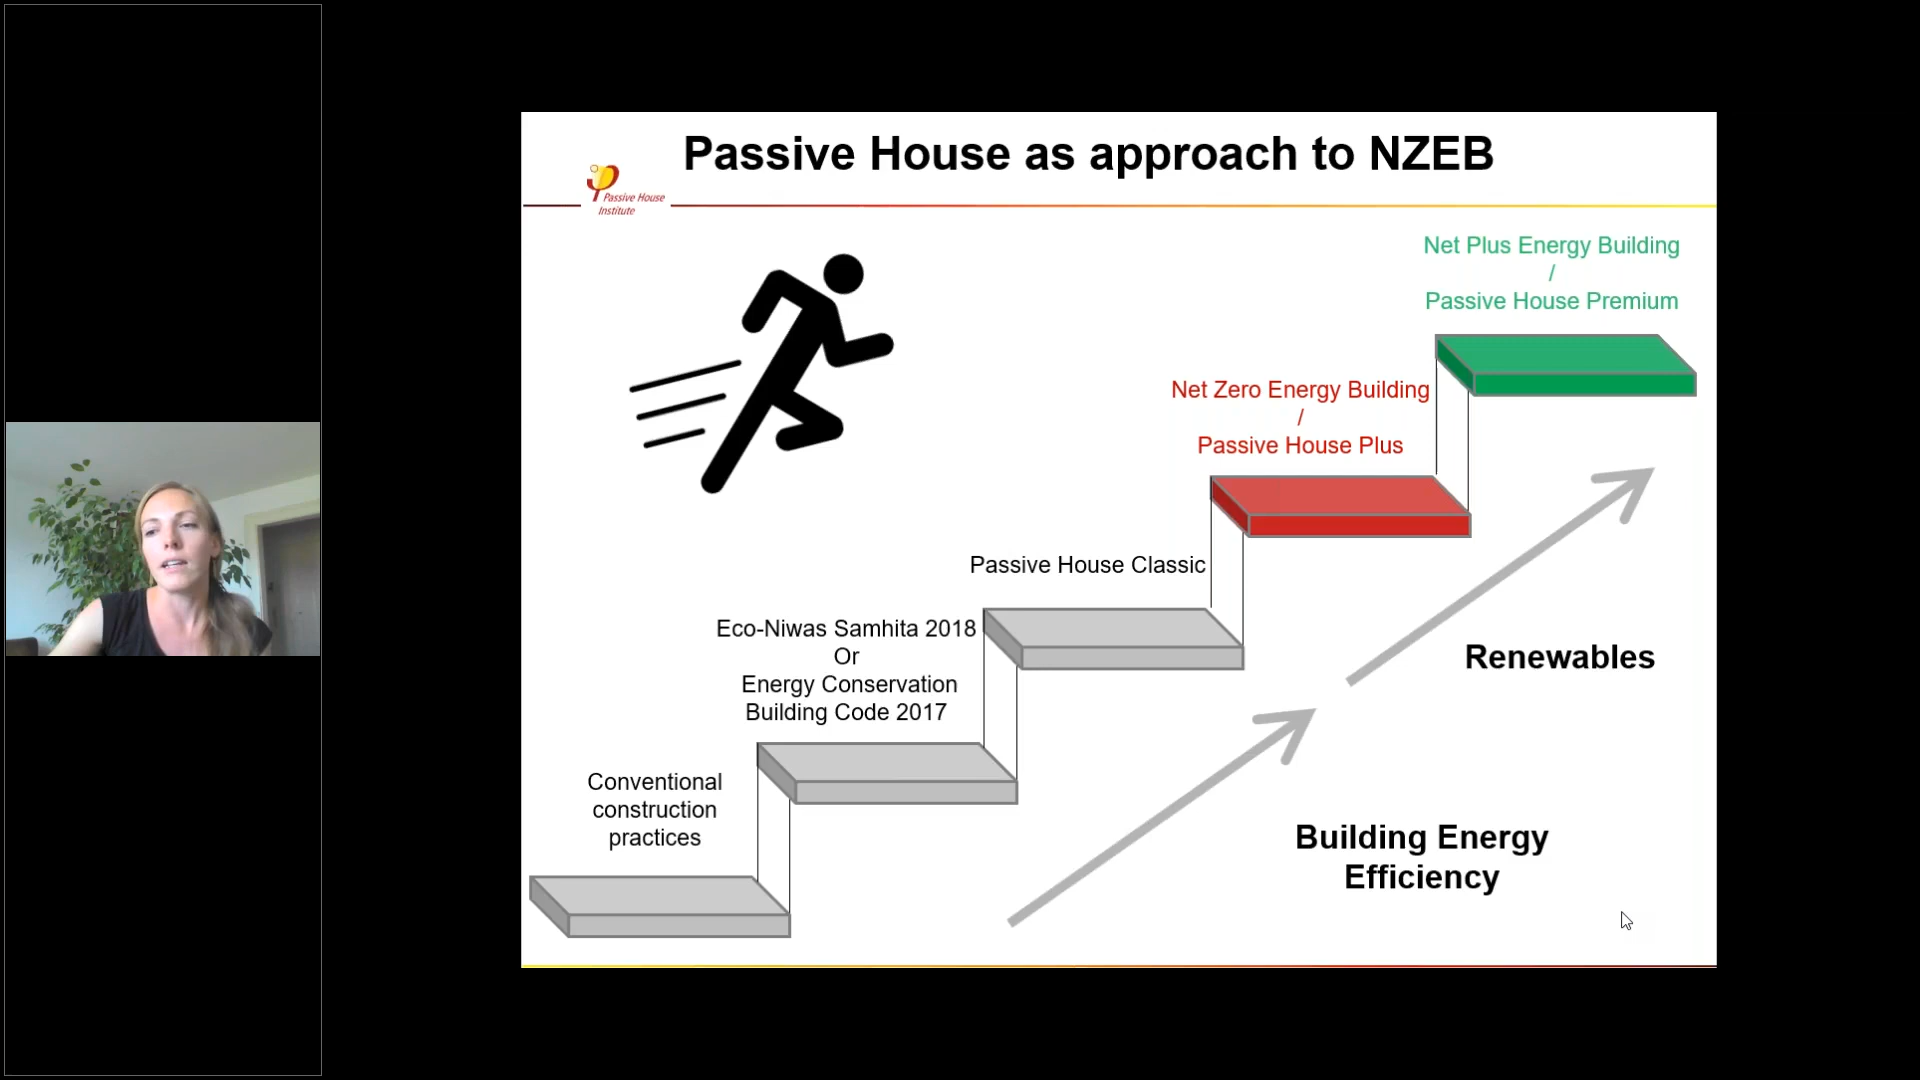 Passive House as approach to NZEB
Passive House
Institute
Net Plus Energy Building
/
Passive House Premium
Net Zero Energy Building
/
Passive House Plus
Passive House Classic
Eco-Niwas Samhita 2018
Or
Energy Conservation
Building Code 2017
Conventional
construction
practices
Renewables
Building Energy
Efficiency